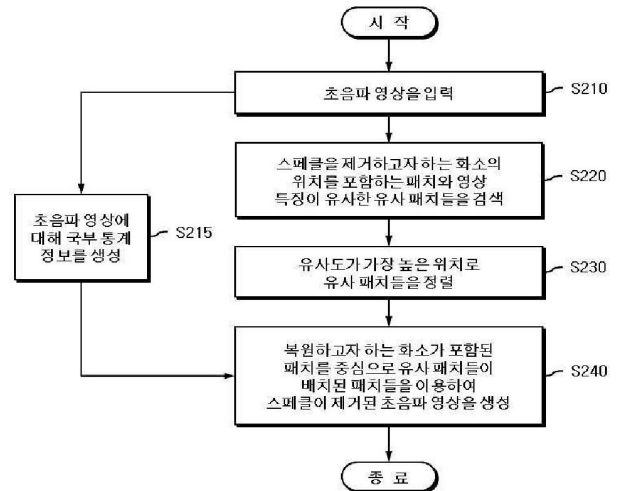 시 작
초음파 영상을 입력
S210
스페클을 제거하고자 하는 화소의
위치를 포함하는 패치와 영상
특징이 유사한 유사 패치들을 검색
S220
초음파 영상에
대해 국부 통계
정보를 생성
S215
유사도가 가장 높은 위치로
유사 패치들을 정렬
S230
복원하고자 하는 화소가 포함된
패치를 중심으로 유사 패치들이
배치된 패치들을 이용하여
스페클이 제거된 초음파 영상을 생성
S240
종 료